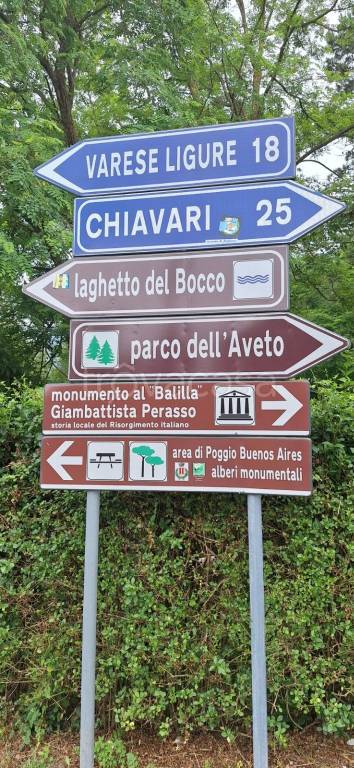 VARESE LIGURE 18
CHIAVARI 25
laghetto del Bocco
parco dell'Aveto
monumento al "Balilla"
Giambattista Perasso
storia locale del Risorgimento italiano
area di Poggio Buenos Aires
alberi monumentali